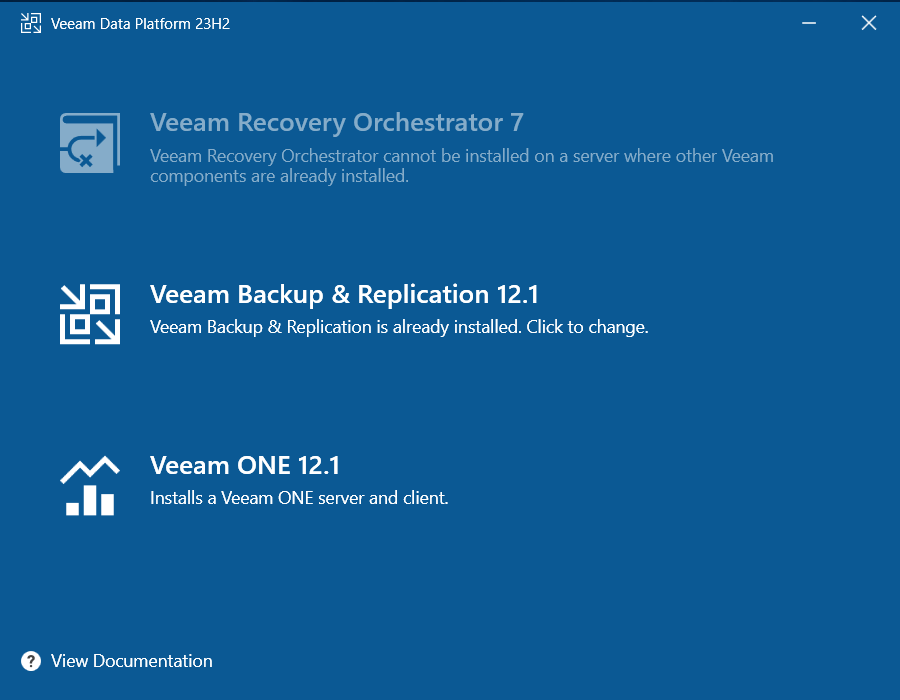 Veeam Data Platform 23H2
Veeam Recovery Orchestrator 7
Veeam Recovery Orchestrator cannot be installed on a server where other Veeam
components are already installed.
Veeam Backup & Replication 12.1
Veeam Backup & Replication is already installed. Click to change.
Veeam ONE 12.1
Installs a Veeam ONE server and client.
? View Documentation